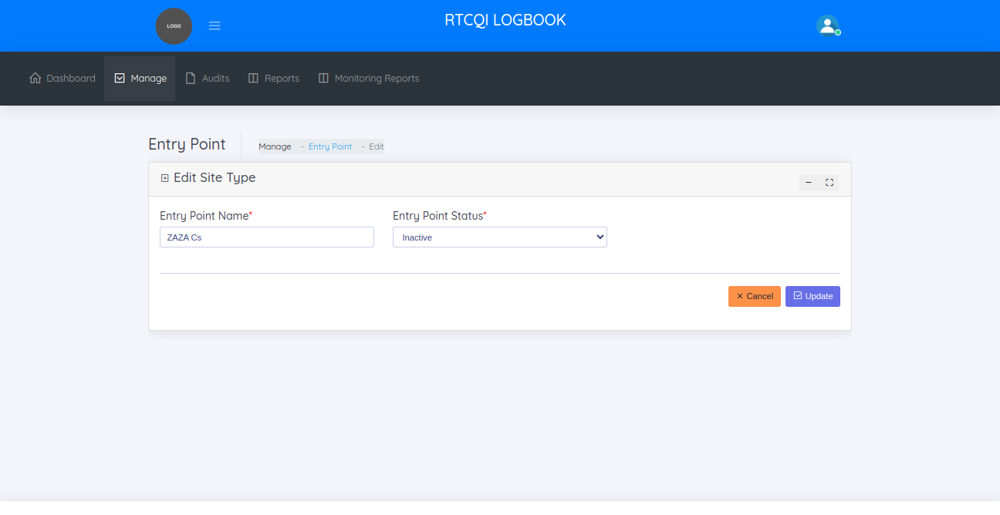 LOGO
RTCQI LOGBOOK
Dashboard Manage Audits Reports Monitoring Reports
Entry Point Manage - Entry Point - Edit
Edit Site Type
Entry Point Name* Entry Point Status*
ZAZA Cs Inactive
Cancel Update